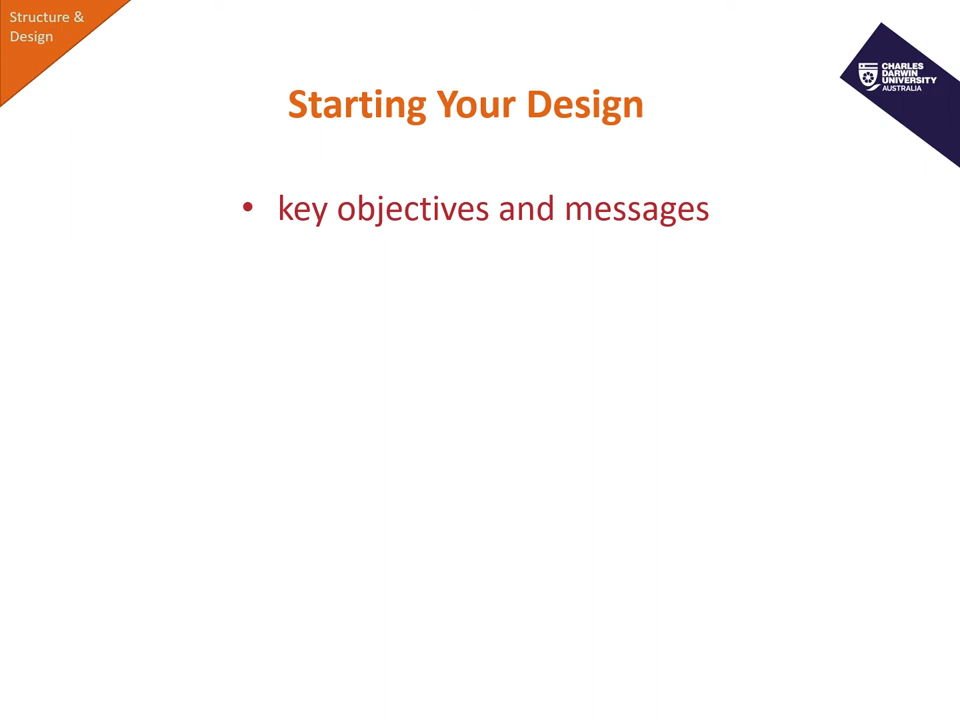 Structure &
Design
CHARLES
DARWIN
UNIVERSITY
AUSTRALIA
Starting Your Design
• key objectives and messages